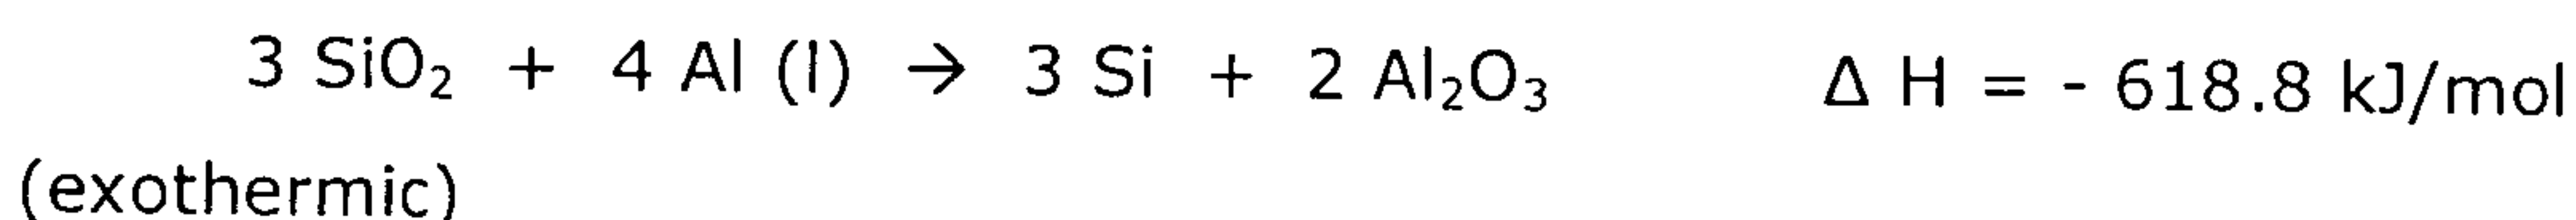 3 SiO₂ + 4 Al (l) → 3 Si + 2 Al₂O₃ Δ H = - 618.8 kJ/mol
(exothermic)